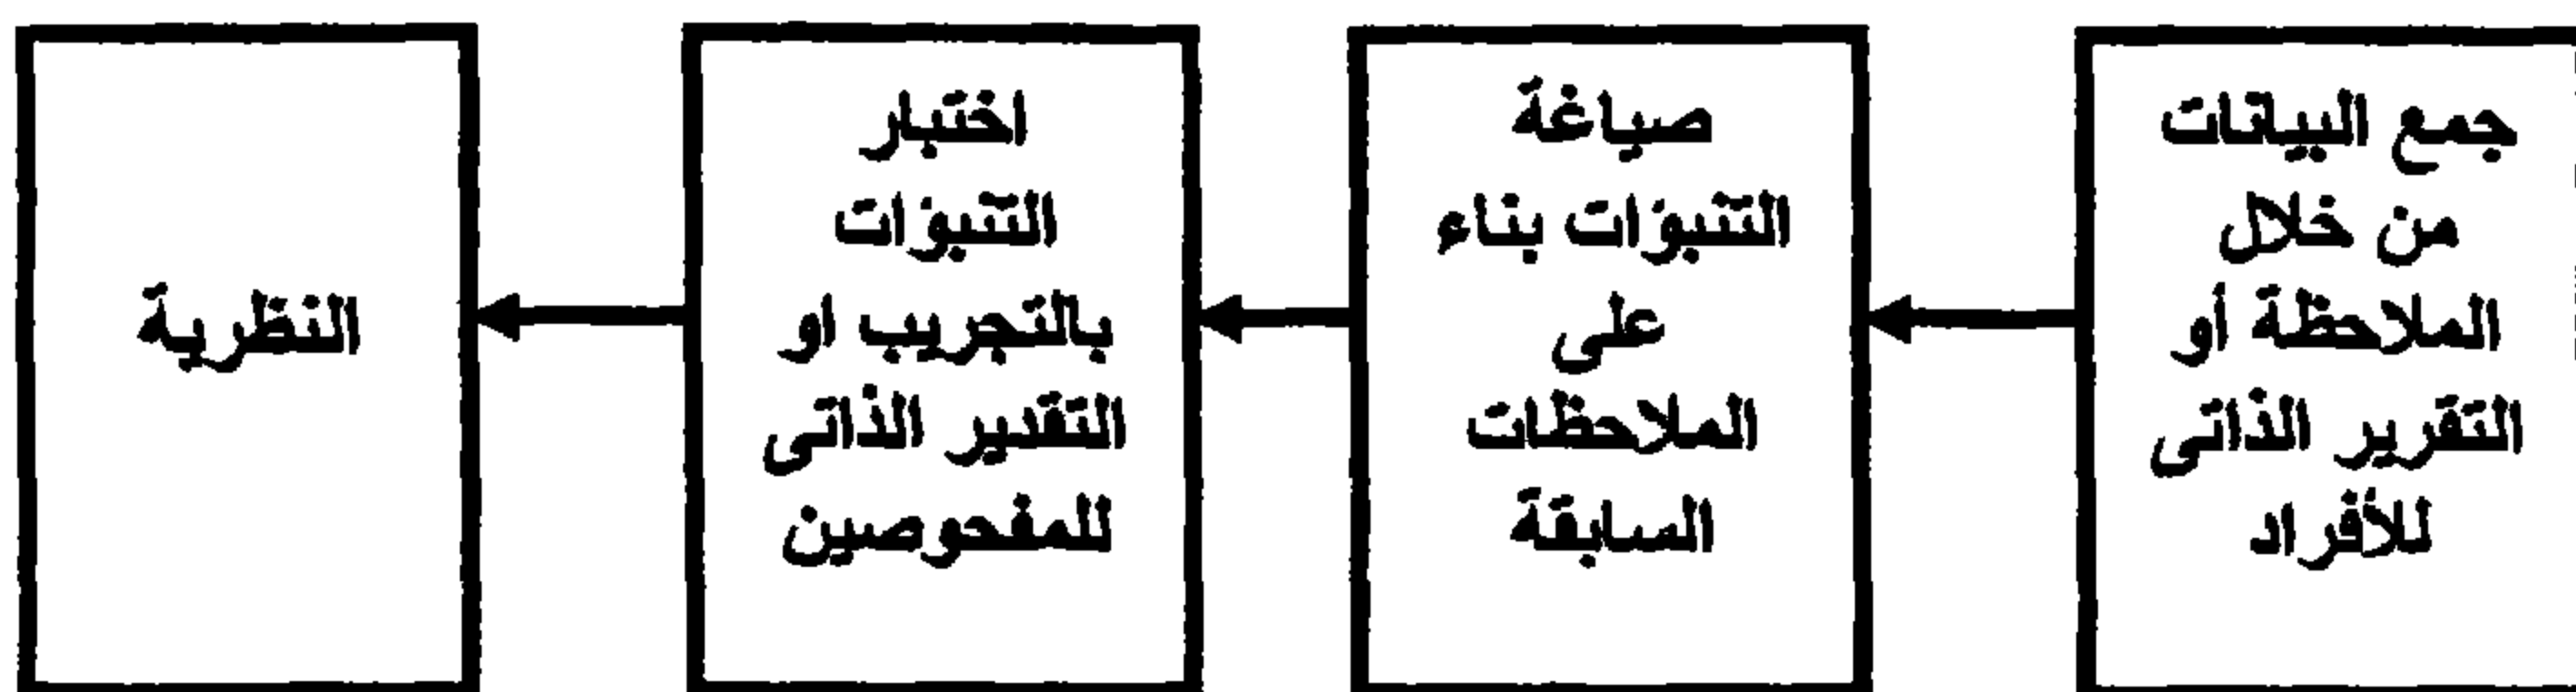 جمع البيانات
من خلال
الملاحظة أو
التقرير الذاتى
للأفراد
صياغة
التنبؤات بناء
على
الملاحظات
السابقة
اختبار
التنبؤات
بالتجريب او
التقدير الذاتى
للمفحوصين
النظرية